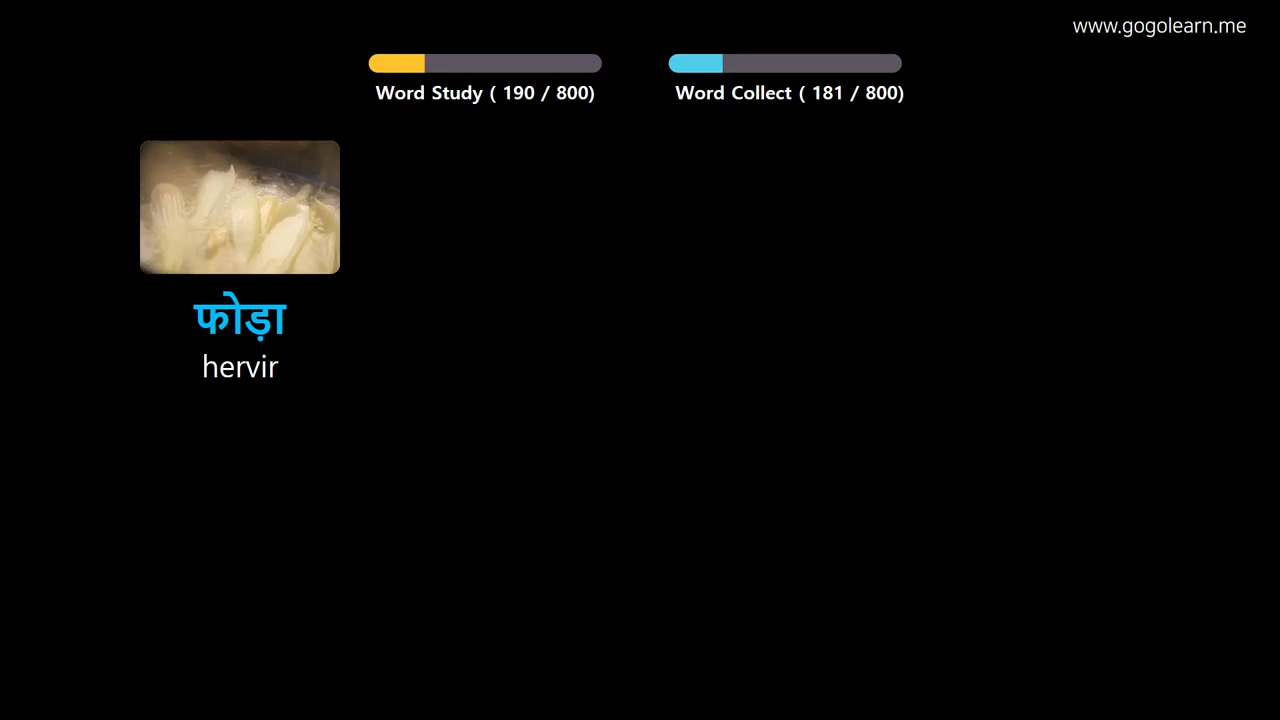 www.gogolearn.me
Word Study ( 190 / 800)
Word Collect ( 181 / 800)
फोड़ा
hervir